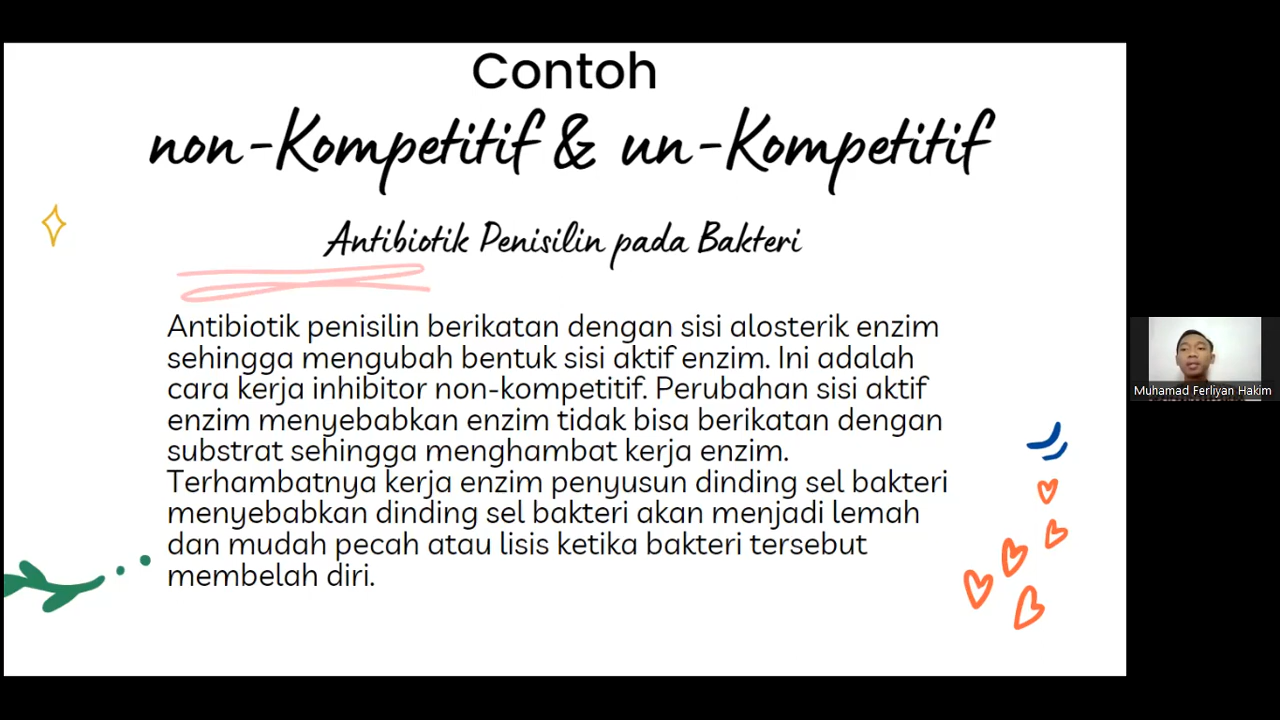 Contoh
non-Kompetitif & un-Kompetitif
Antibiotik Penisilin pada Bakteri
Antibiotik penisilin berikatan dengan sisi alosterik enzim
sehingga mengubah bentuk sisi aktif enzim. Ini adalah
cara kerja inhibitor non-kompetitif. Perubahan sisi aktif
enzim menyebabkan enzim tidak bisa berikatan dengan
substrat sehingga menghambat kerja enzim.
Terhambatnya kerja enzim penyusun dinding sel bakteri
menyebabkan dinding sel bakteri akan menjadi lemah
dan mudah pecah atau lisis ketika bakteri tersebut
membelah diri.
Muhamad Ferliyan Hakim